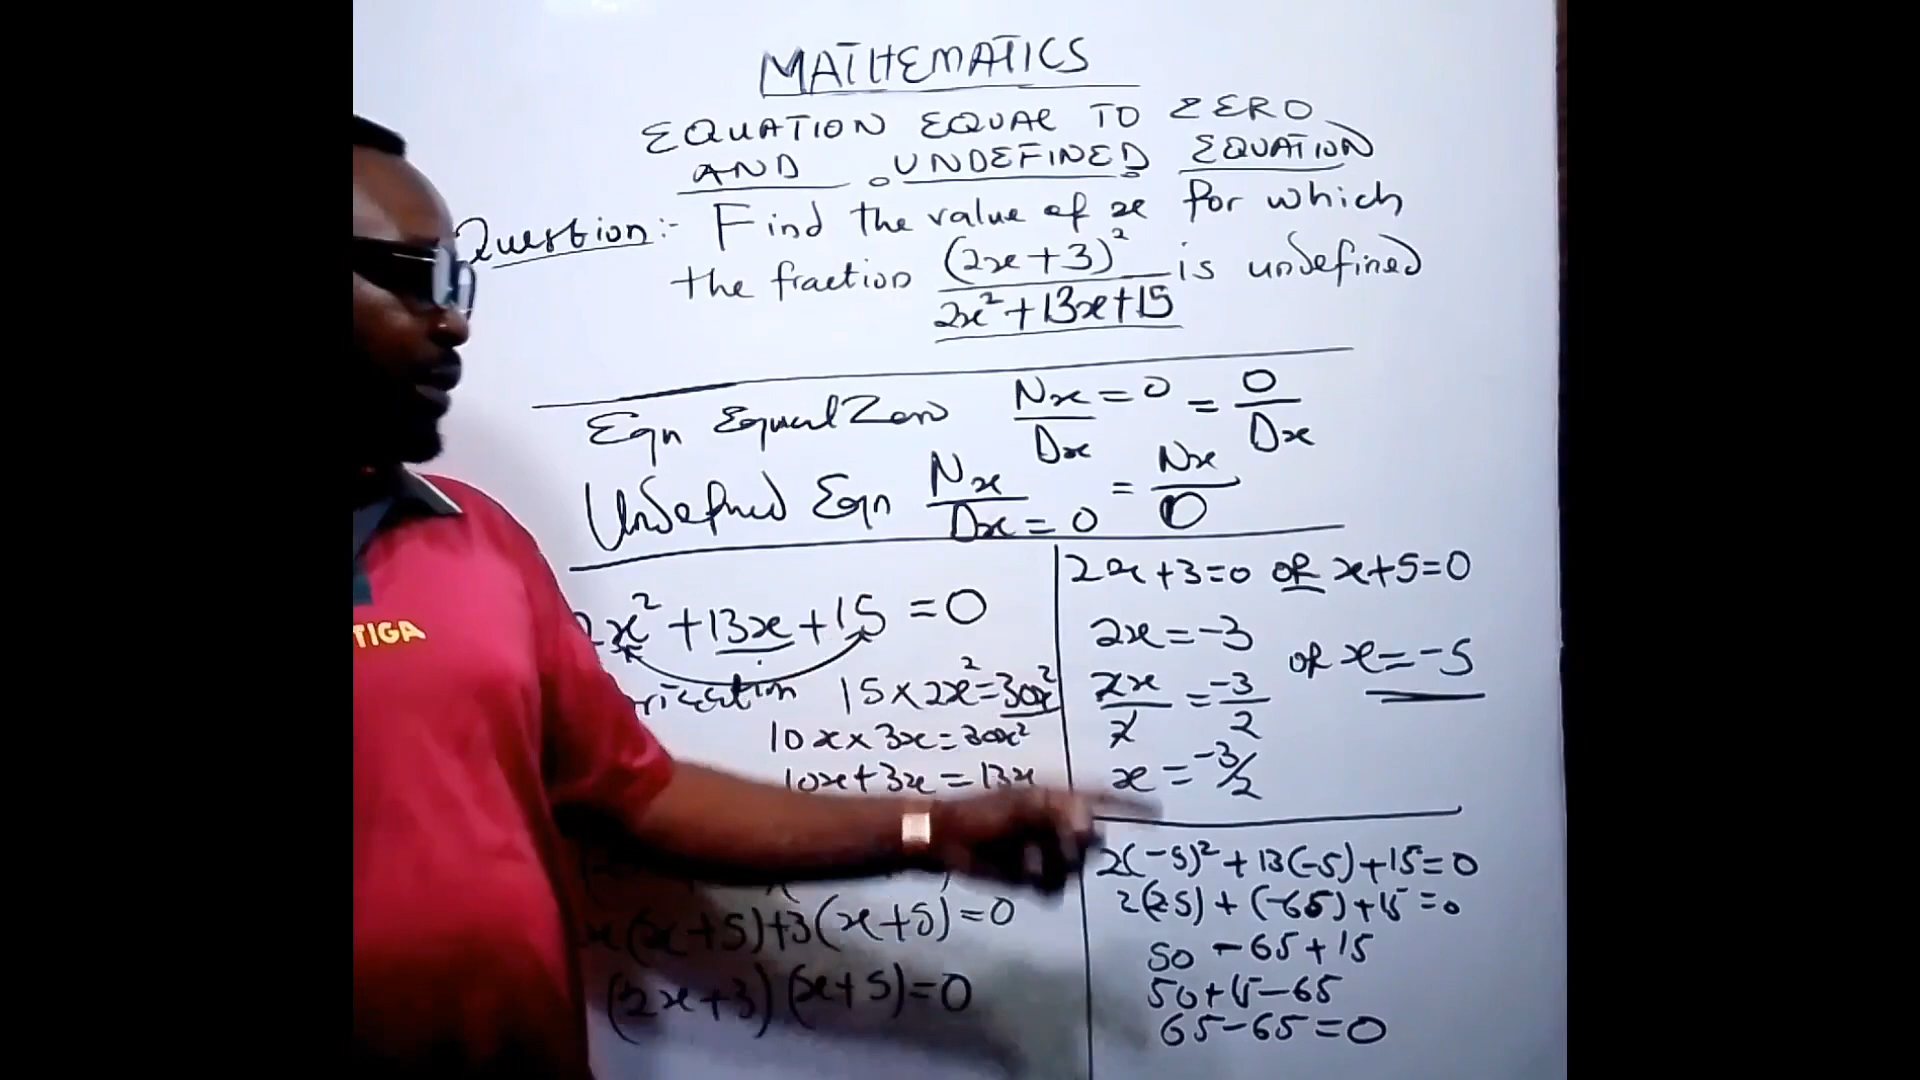 MATHEMATICS
EQUATION EQUAL TO ZERO
AND UNDEFINED EQUATION
Question:- Find the value of x for which
the fraction (2x+3)² / 2x²+13x+15 is undefined
Eqn Equal Zero Nx=0 / Dx = 0 / Dx
Undefined Eqn Nx / Dx=0 = Nx / 0
2x²+13x+15=0
15×2x²=30x²
10x×3x=30x²
10x+3x=13x
x(x+5)+3(x+5)=0
(2x+3)(x+5)=0
2x+3=0 OR x+5=0
2x=-3
or x=-5
2x/2=-3/2
x=-3/2
2(-5)²+13(-5)+15=0
2(25)+(-65)+15=0
50-65+15
50+15-65
65-65=0
TIGA